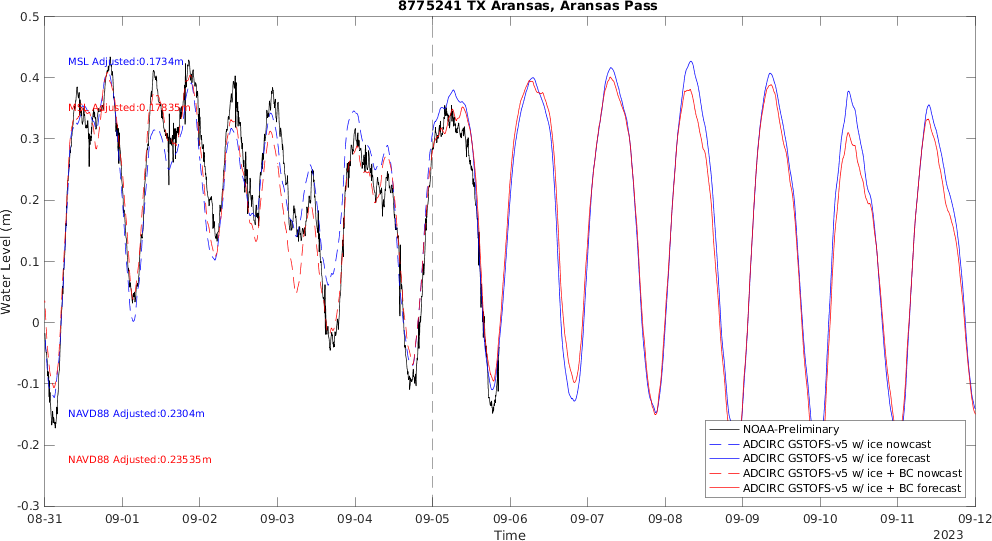 8775241 TX Aransas, Aransas Pass
0.5
0.4
0.3
0.2
0.1
0
-0.1
-0.2
-0.3
Water Level (m)
MSL Adjusted:0.1734m
MSL Adjusted:0.17835m
NAVD88 Adjusted:0.2304m
NAVD88 Adjusted:0.23535m
NOAA-Preliminary
ADCIRC GSTOFS-v5 w/ ice nowcast
ADCIRC GSTOFS-v5 w/ ice forecast
ADCIRC GSTOFS-v5 w/ ice + BC nowcast
ADCIRC GSTOFS-v5 w/ ice + BC forecast
08-31 09-01 09-02 09-03 09-04 09-05 09-06 09-07 09-08 09-09 09-10 09-11 09-12
Time
2023